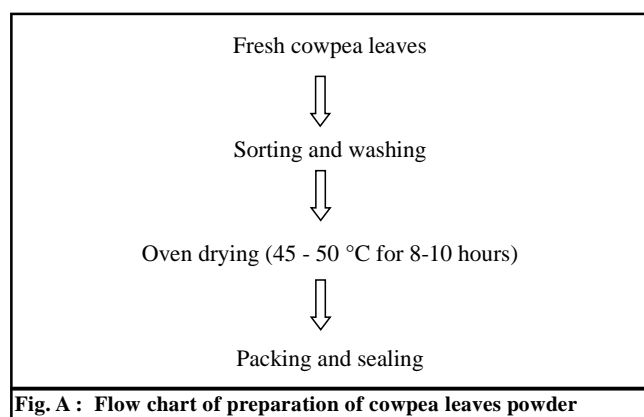 Fresh cowpea leaves
Sorting and washing
Oven drying (45 - 50 °C for 8-10 hours)
Packing and sealing
Fig. A : Flow chart of preparation of cowpea leaves powder